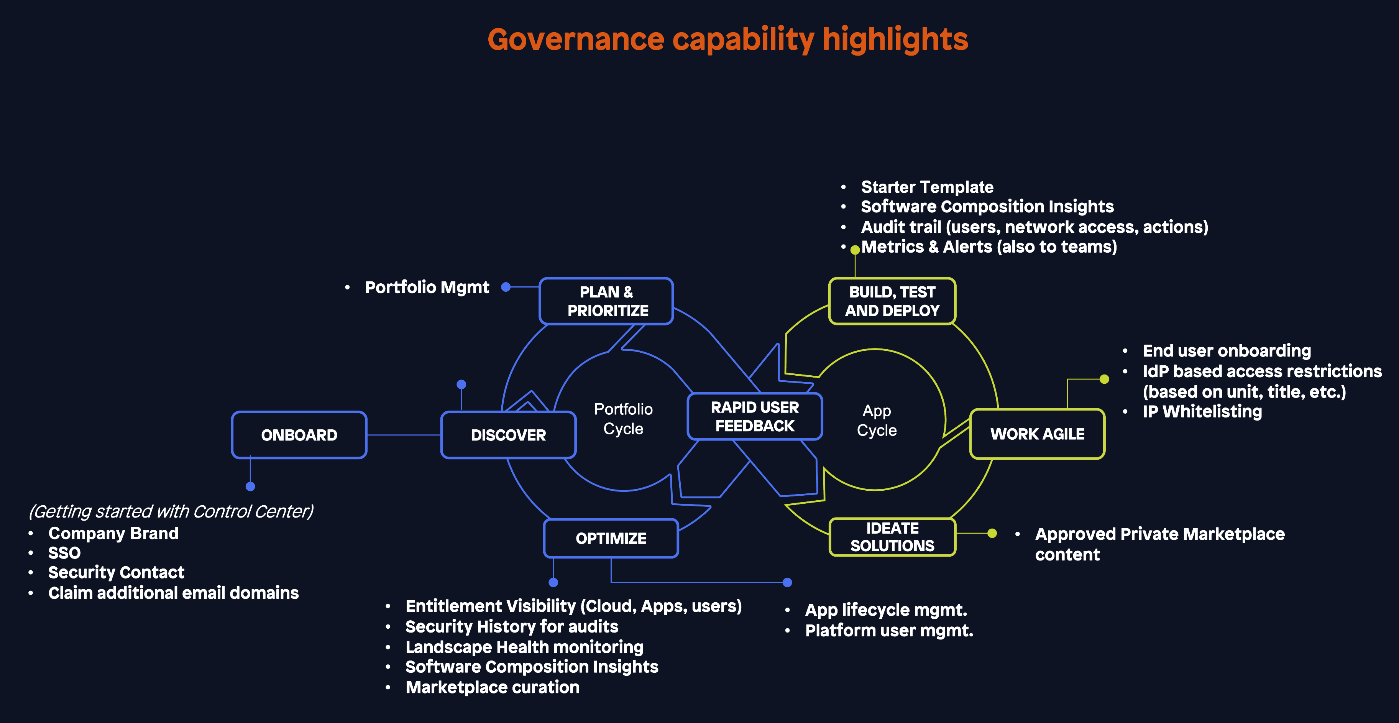 Governance capability highlights
• Starter Template
• Software Composition Insights
• Audit trail (users, network access, actions)
• Metrics & Alerts (also to teams)
• Portfolio Mgmt
PLAN &
PRIORITIZE
BUILD, TEST
AND DEPLOY
• End user onboarding
• IdP based access restrictions
(based on unit, title, etc.)
• IP Whitelisting
ONBOARD
DISCOVER
Portfolio
Cycle
RAPID USER
FEEDBACK
App
Cycle
WORK AGILE
(Getting started with Control Center)
• Company Brand
• SSO
• Security Contact
• Claim additional email domains
OPTIMIZE
IDEATE
SOLUTIONS
• Approved Private Marketplace
content
• Entitlement Visibility (Cloud, Apps, users)
• Security History for audits
• Landscape Health monitoring
• Software Composition Insights
• Marketplace curation
• App lifecycle mgmt.
• Platform user mgmt.